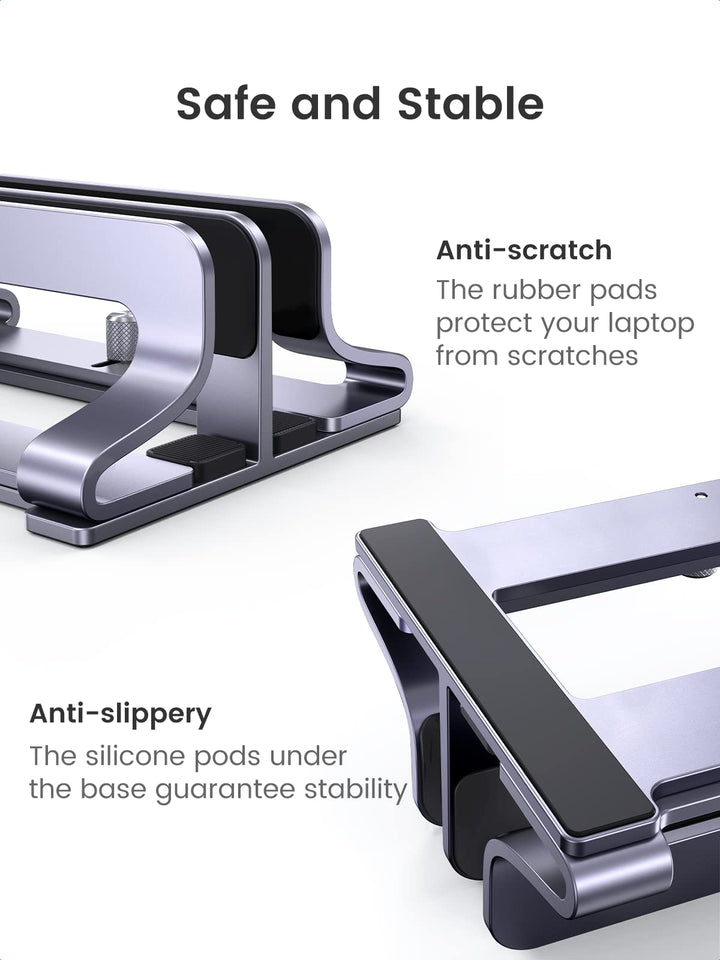 Safe and Stable
Anti-scratch
The rubber pads
protect your laptop
from scratches
Anti-slippery
The silicone pods under
the base guarantee stability